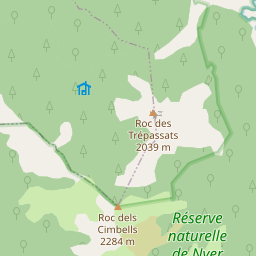 Roc des
Trépassats
2039 m
Roc dels
Cimbells
2284 m
Réserve
naturelle
de Nyer